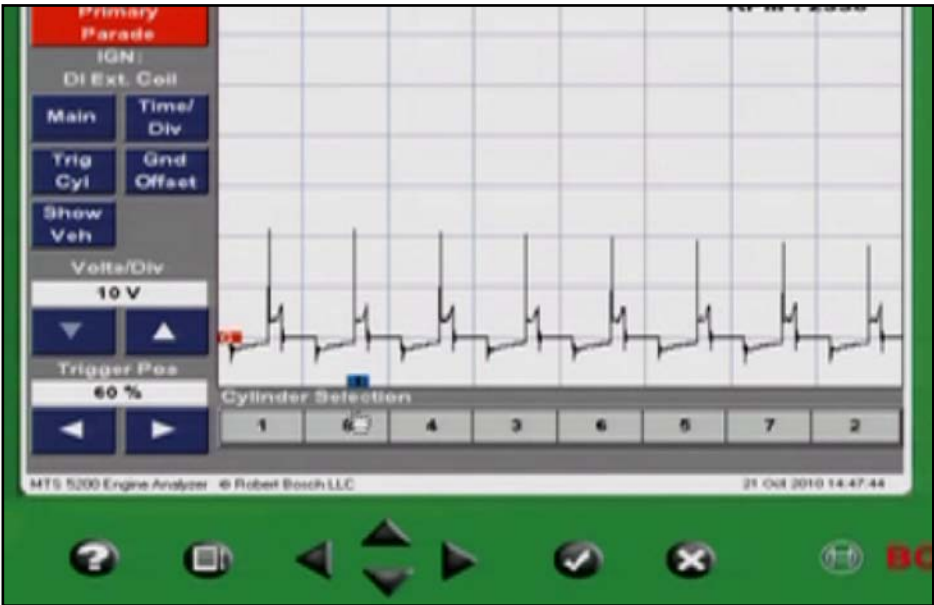 Primary
Parade
IGN:
DI Ext. Coil
Main
Time/
Div
Trig
Cyl
Gnd
Offset
Show
Veh
Volts/Div
10 V
Trigger Pos
60 %
RPM :
Cylinder Selection
1 4 3 6 5 7 2
MTS 5200 Engine Analyzer © Robert Bosch LLC
21 Oct 2010 14:47:44
?